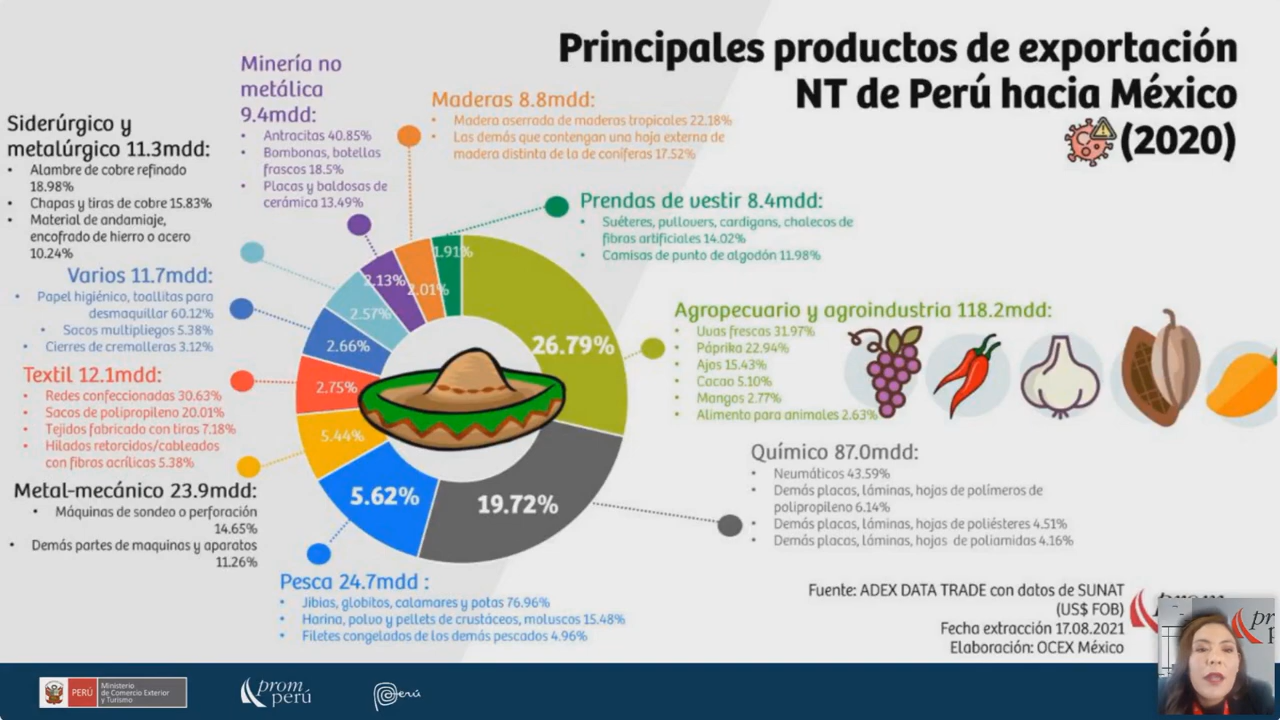 Principales productos de exportación
NT de Perú hacia México
(2020)
Minería no
metálica
9.4mdd:
• Antracitas 40.85%
• Bombonas, botellas
frascos 18.5%
• Placas y baldosas de
cerámica 13.49%
Maderas 8.8mdd:
• Madera aserrada de maderas tropicales 22.18%
• Las demás que contengan una hoja externa de
madera distinta de la de coníferas 17.52%
Siderúrgico y
metalúrgico 11.3mdd:
• Alambre de cobre refinado
18.98%
• Chapas y tiras de cobre 15.83%
• Material de andamiaje,
encofrado de hierro o acero
10.24%
Prendas de vestir 8.4mdd:
• Suéteres, pullovers, cardigans, chalecos de
fibras artificiales 14.02%
• Camisas de punto de algodón 11.98%
Varios 11.7mdd:
• Papel higiénico, toallitas para
desmaquillar 60.12%
• Sacos multipliegos 5.38%
• Cierres de cremalleras 3.12%
Textil 12.1mdd:
• Redes confeccionadas 30.63%
• Sacos de polipropileno 20.01%
• Tejidos fabricado con tiras 7.18%
• Hilados retorcidos/cableados
con fibras acrílicas 5.38%
Metal-mecánico 23.9mdd:
• Máquinas de sondeo o perforación
14.65%
• Demás partes de maquinas y aparatos
11.26%
1.91%
2.01%
2.13%
2.57%
2.66%
2.75%
5.44%
5.62%
19.72%
26.79%
Agropecuario y agroindustria 118.2mdd:
• Uvas frescas 31.97%
• Páprika 22.94%
• Ajos 15.43%
• Cacao 5.10%
• Mangos 2.77%
• Alimento para animales 2.63%
Químico 87.0mdd:
• Neumáticos 43.59%
• Demás placas, láminas, hojas de polímeros de
polipropileno 6.14%
• Demás placas, láminas, hojas de poliésteres 4.51%
• Demás placas, láminas, hojas de poliamidas 4.16%
Pesca 24.7mdd :
• Jibias, globitos, calamares y potas 76.96%
• Harina, polvo y pellets de crustáceos, moluscos 15.48%
• Filetes congelados de los demás pescados 4.96%
Fuente: ADEX DATA TRADE con datos de SUNAT
(US$ FOB)
Fecha extracción 17.08.2021
Elaboración: OCEX México
PERÚ
Ministerio
de Comercio Exterior
y Turismo
prom
perú
Perú